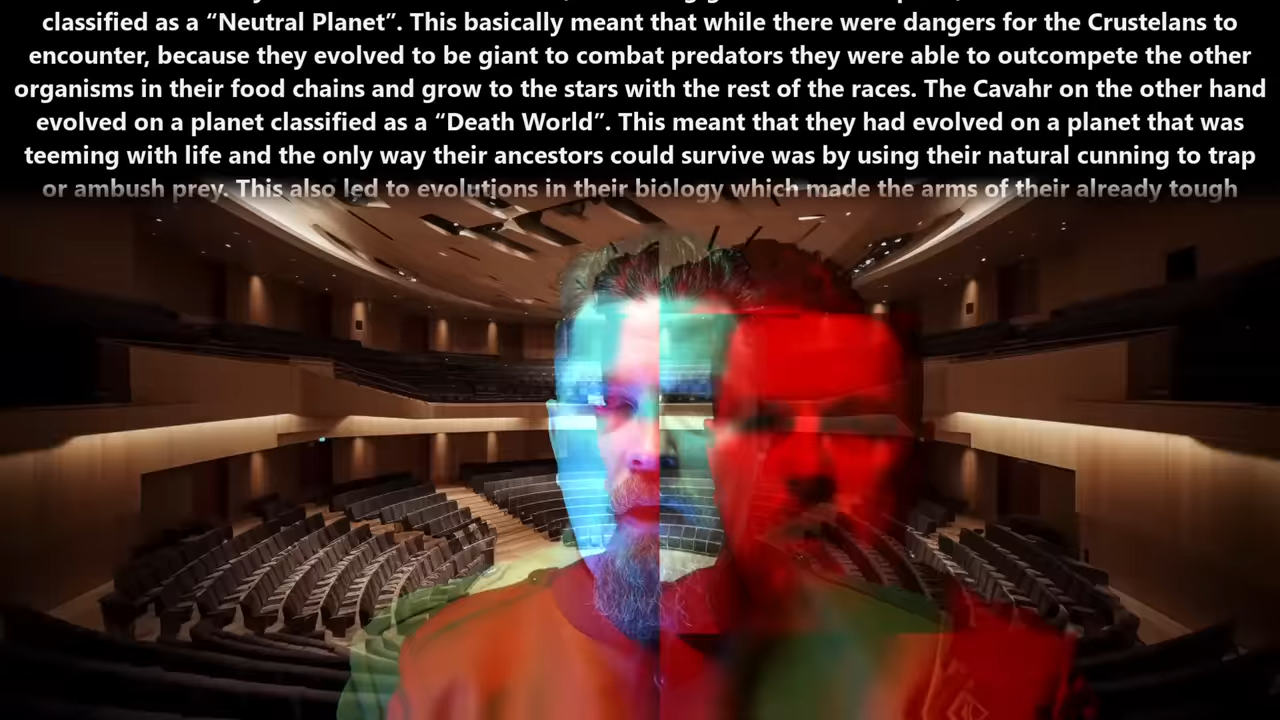 classified as a “Neutral Planet”. This basically meant that while there were dangers for the Crustelans to
encounter, because they evolved to be giant to combat predators they were able to outcompete the other
organisms in their food chains and grow to the stars with the rest of the races. The Cavahr on the other hand
evolved on a planet classified as a “Death World”. This meant that they had evolved on a planet that was
teeming with life and the only way their ancestors could survive was by using their natural cunning to trap
or ambush prey. This also led to evolutions in their biology which made the arms of their already tough